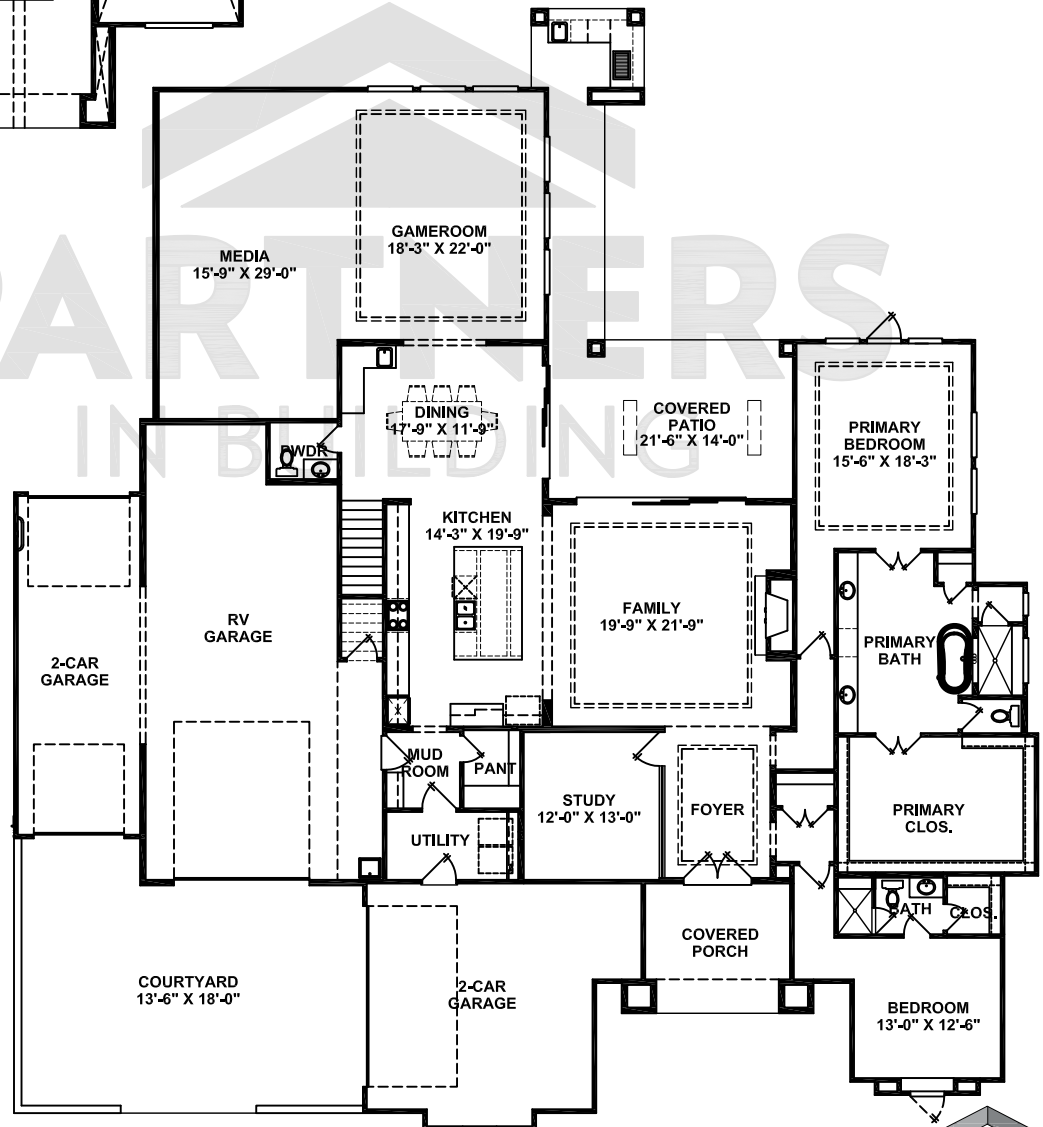 PARTNERS
IN BUILDING
GAMEROOM
18'-3" X 22'-0"
MEDIA
15'-9" X 29'-0"
DINING
17'-9" X 11'-9"
COVERED
PATIO
21'-6" X 14'-0"
PRIMARY
BEDROOM
15'-6" X 18'-3"
PWDR
KITCHEN
14'-3" X 19'-9"
FAMILY
19'-9" X 21'-9"
RV
GARAGE
2-CAR
GARAGE
PRIMARY
BATH
MUD
ROOM
PANT
STUDY
12'-0" X 13'-0"
FOYER
PRIMARY
CLOS.
UTILITY
BATH
CLOS.
COVERED
PORCH
COURTYARD
13'-6" X 18'-0"
2-CAR
GARAGE
BEDROOM
13'-0" X 12'-6"